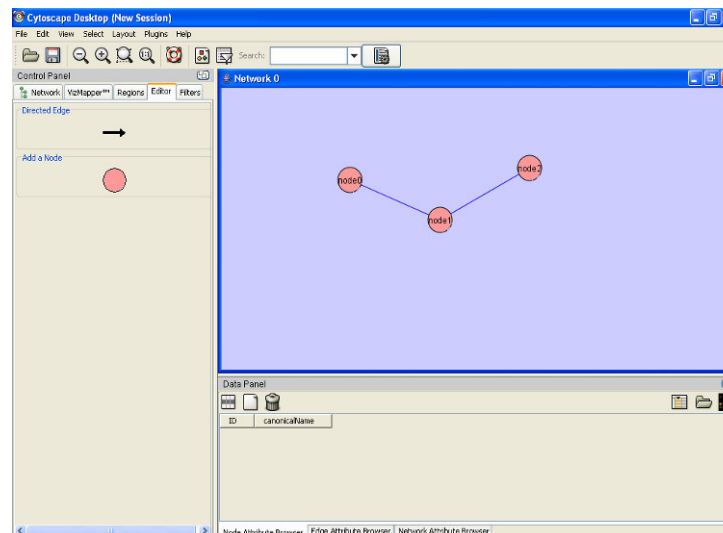 Cytoscape Desktop (New Session)
File Edit View Select Layout Plugins Help
Search:
Control Panel
Network VizMapper™ Regions Editor Filters
Directed Edge
Add a Node
Network 0
node0
node2
node1
Data Panel
ID canonicalName
Node Attribute Browser Edge Attribute Browser Network Attribute Browser